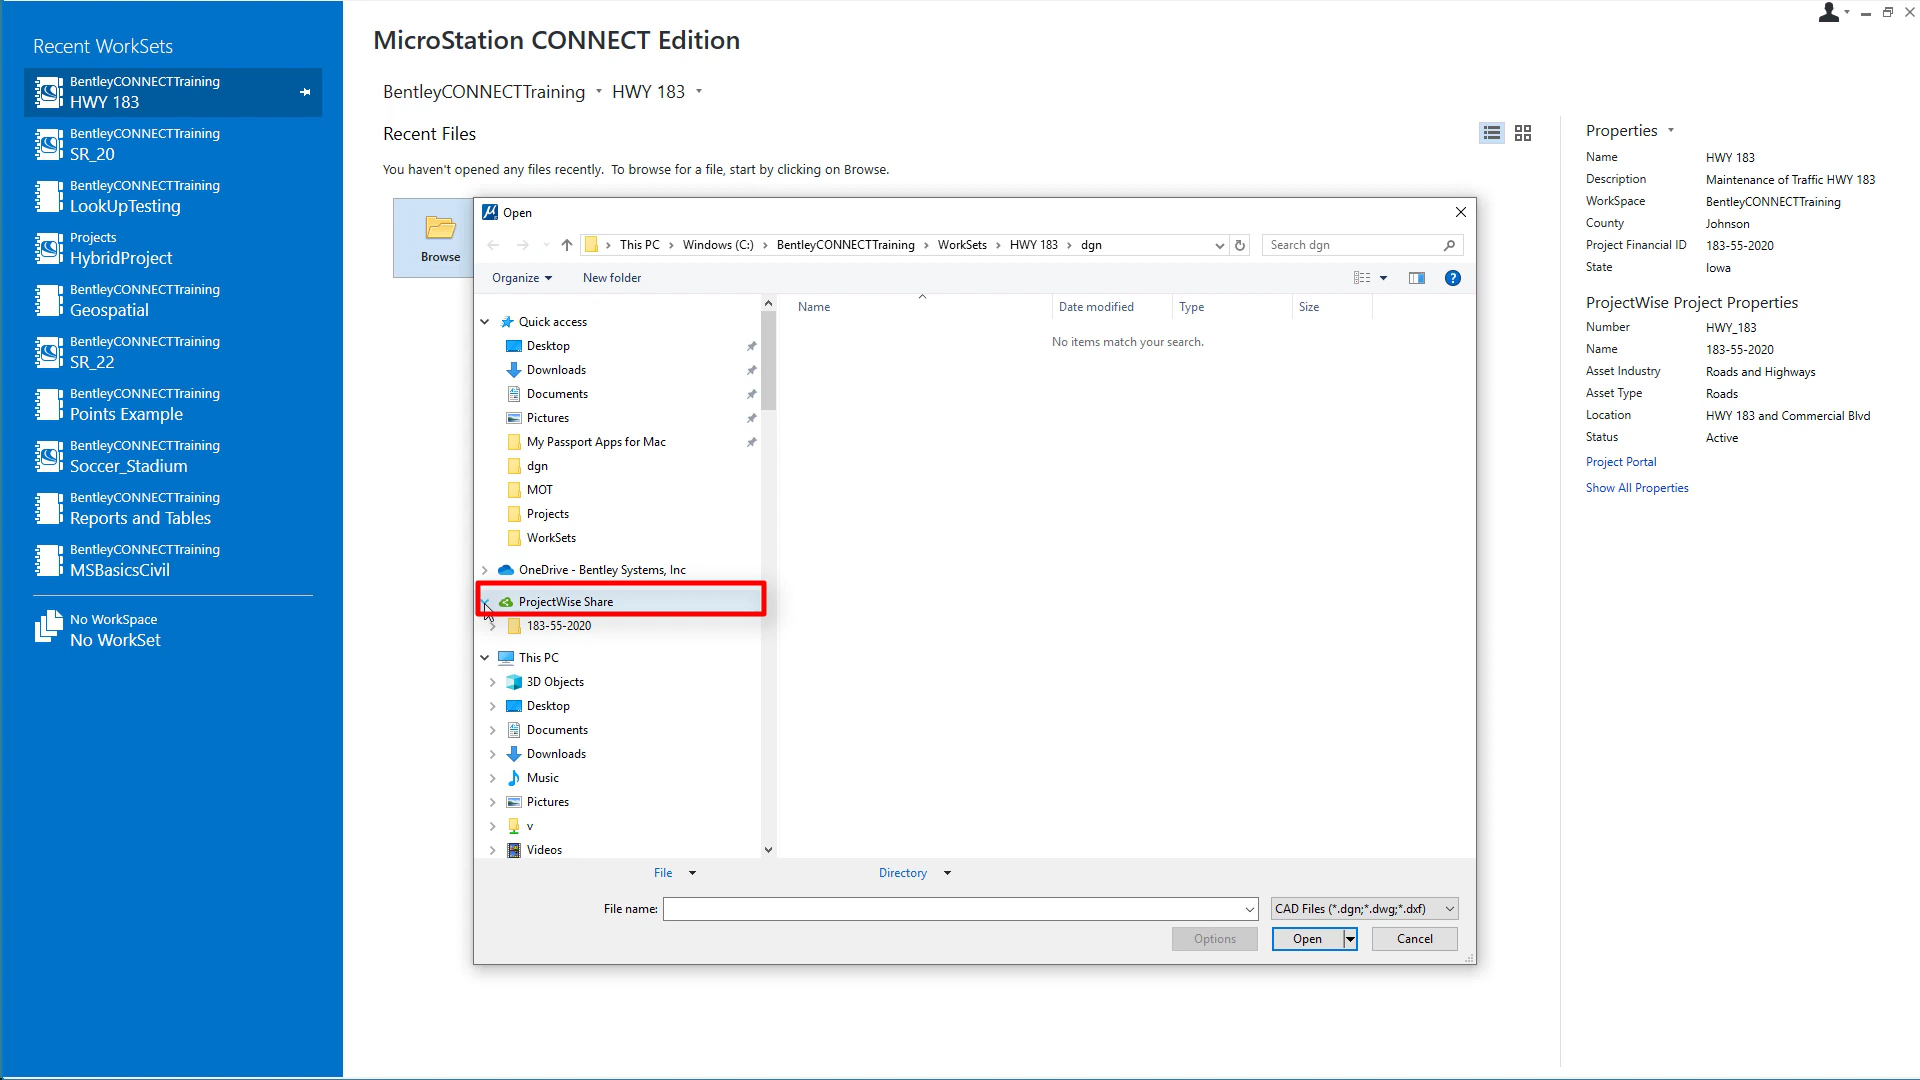 Recent WorkSets
BentleyCONNECTTraining
HWY 183
BentleyCONNECTTraining
SR_20
BentleyCONNECTTraining
LookUpTesting
Projects
HybridProject
BentleyCONNECTTraining
Geospatial
BentleyCONNECTTraining
SR_22
BentleyCONNECTTraining
Points Example
BentleyCONNECTTraining
Soccer_Stadium
BentleyCONNECTTraining
Reports and Tables
BentleyCONNECTTraining
MSBasicsCivil
No WorkSpace
No WorkSet
MicroStation CONNECT Edition
BentleyCONNECTTraining HWY 183
Recent Files
You haven't opened any files recently. To browse for a file, start by clicking on Browse.
Browse
Open
This PC Windows (C:) BentleyCONNECTTraining WorkSets HWY 183 dgn Search dgn
Organize New folder
Name Date modified Type Size
No items match your search.
Quick access
Desktop
Downloads
Documents
Pictures
My Passport Apps for Mac
dgn
MOT
Projects
WorkSets
OneDrive - Bentley Systems, Inc
ProjectWise Share
183-55-2020
This PC
3D Objects
Desktop
Documents
Downloads
Music
Pictures
v
Videos
File Directory
File name: CAD Files (*.dgn;*.dwg;*.dxf)
Options Open Cancel
Properties
Name HWY 183
Description Maintenance of Traffic HWY 183
WorkSpace BentleyCONNECTTraining
County Johnson
Project Financial ID 183-55-2020
State Iowa
ProjectWise Project Properties
Number HWY_183
Name 183-55-2020
Asset Industry Roads and Highways
Asset Type Roads
Location HWY 183 and Commercial Blvd
Status Active
Project Portal
Show All Properties